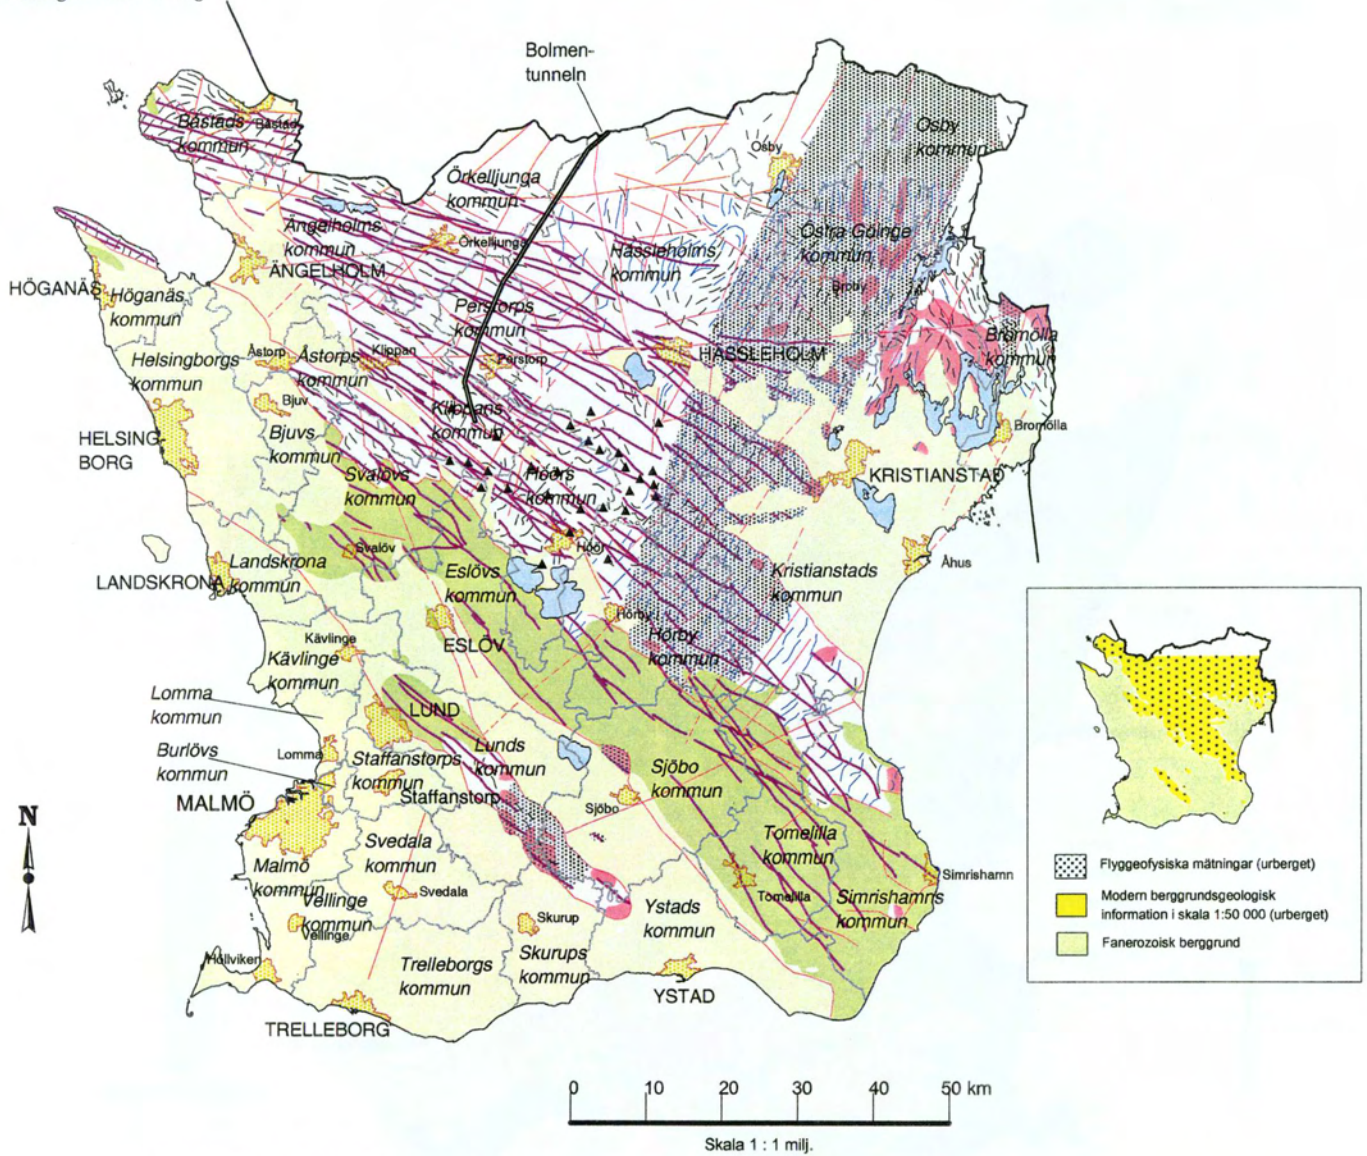 Bolmen-
tunneln
Båstads
kommun
Båstad
Osby
kommun
Osby
Örkelljunga
kommun
Ängelholms
kommun
Örkelljunga
Hässleholms
kommun
Östra Göinge
kommun
ÄNGELHOLM
Broby
HÖGANÄS
Höganäs
kommun
Perstorps
kommun
Bromölla
kommun
Helsingborgs
kommun
Åstorp
Åstorps
kommun
Klippan
Perstorp
HÄSSLEHOLM
Bjuv
Klippans
kommun
Bjuvs
kommun
HELSING-
BORG
Bromölla
Svalövs
kommun
Höörs
kommun
KRISTIANSTAD
Svalöv
Höör
Åhus
Landskrona
kommun
LANDSKRONA
Eslövs
kommun
Kristianstads
kommun
Hörby
Hörby
kommun
ESLÖV
Kävlinge
Kävlinge
kommun
Lomma
kommun
LUND
Lunds
kommun
Burlövs
kommun
Lomma
Staffanstorps
kommun
Staffanstorp
Sjöbo
kommun
MALMÖ
Sjöbo
N
Svedala
kommun
Tomelilla
kommun
Malmö
kommun
Svedala
Tomelilla
Simrishamn
Simrishamns
kommun
Vellinge
kommun
Vellinge
Skurup
Ystads
kommun
Höllviken
Trelleborgs
kommun
Skurups
kommun
YSTAD
TRELLEBORG
Flyggeofysiska mätningar (urberget)
Modern berggrundsgeologisk
information i skala 1:50 000 (urberget)
Fanerozoisk berggrund
0 10 20 30 40 50 km
Skala 1 : 1 milj.